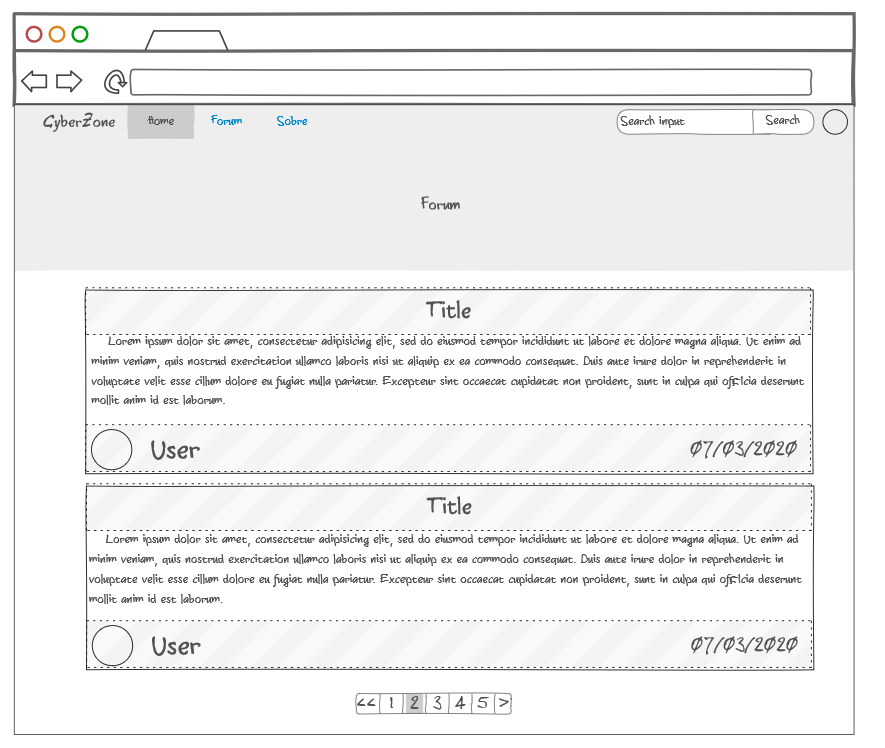 CyberZone Home Forum Sobre Search input Search
Forum
Title
Lorem ipsum dolor sit amet, consectetur adipisicing elit, sed do eiusmod tempor incididunt ut labore et dolore magna aliqua. Ut enim ad
minim veniam, quis nostrud exercitation ullamco laboris nisi ut aliquip ex ea commodo consequat. Duis aute irure dolor in reprehenderit in
voluptate velit esse cillum dolore eu fugiat nulla pariatur. Excepteur sint occaecat cupidatat non proident, sunt in culpa qui officia deserunt
mollit anim id est laborum.
User 07/03/2020
Title
Lorem ipsum dolor sit amet, consectetur adipisicing elit, sed do eiusmod tempor incididunt ut labore et dolore magna aliqua. Ut enim ad
minim veniam, quis nostrud exercitation ullamco laboris nisi ut aliquip ex ea commodo consequat. Duis aute irure dolor in reprehenderit in
voluptate velit esse cillum dolore eu fugiat nulla pariatur. Excepteur sint occaecat cupidatat non proident, sunt in culpa qui officia deserunt
mollit anim id est laborum.
User 07/03/2020
<< 1 2 3 4 5 >